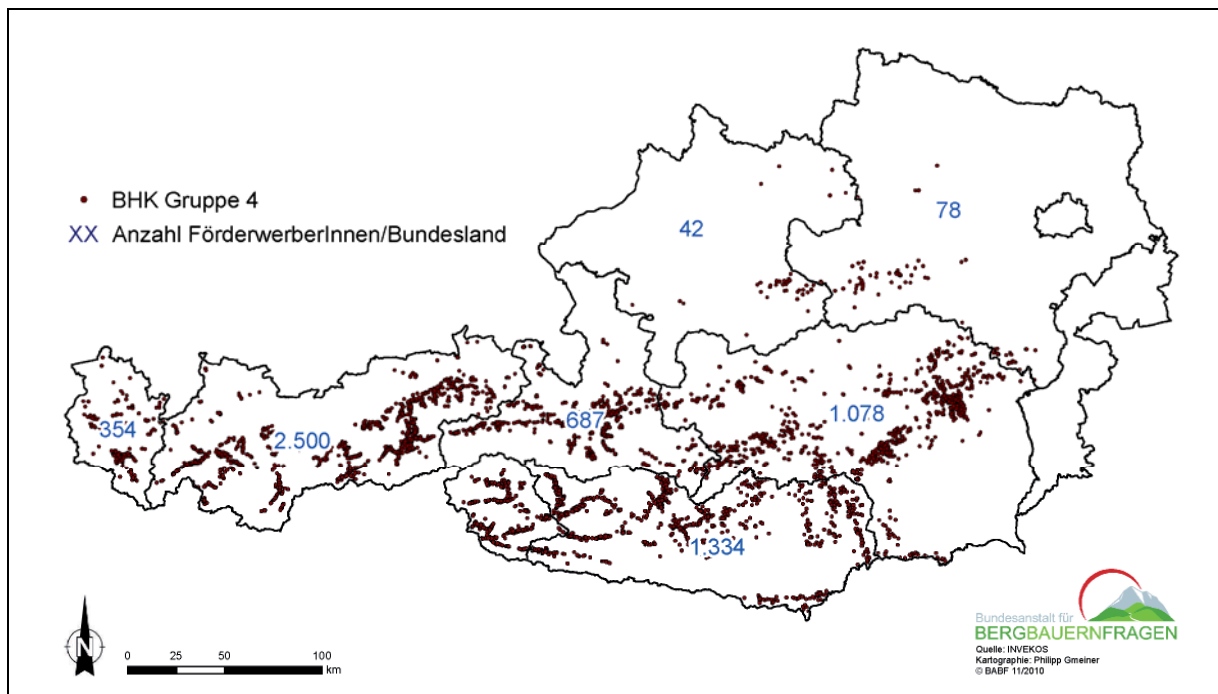 BHK Gruppe 4
XX Anzahl FörderwerberInnen/Bundesland
42
78
354
2.500
687
1.078
1.334
N
0 25 50 100
km
Bundesanstalt für
BERGBAUERNFRAGEN
Quelle: INVEKOS
Kartographie: Philipp Gmeiner
© BABF 11/2010